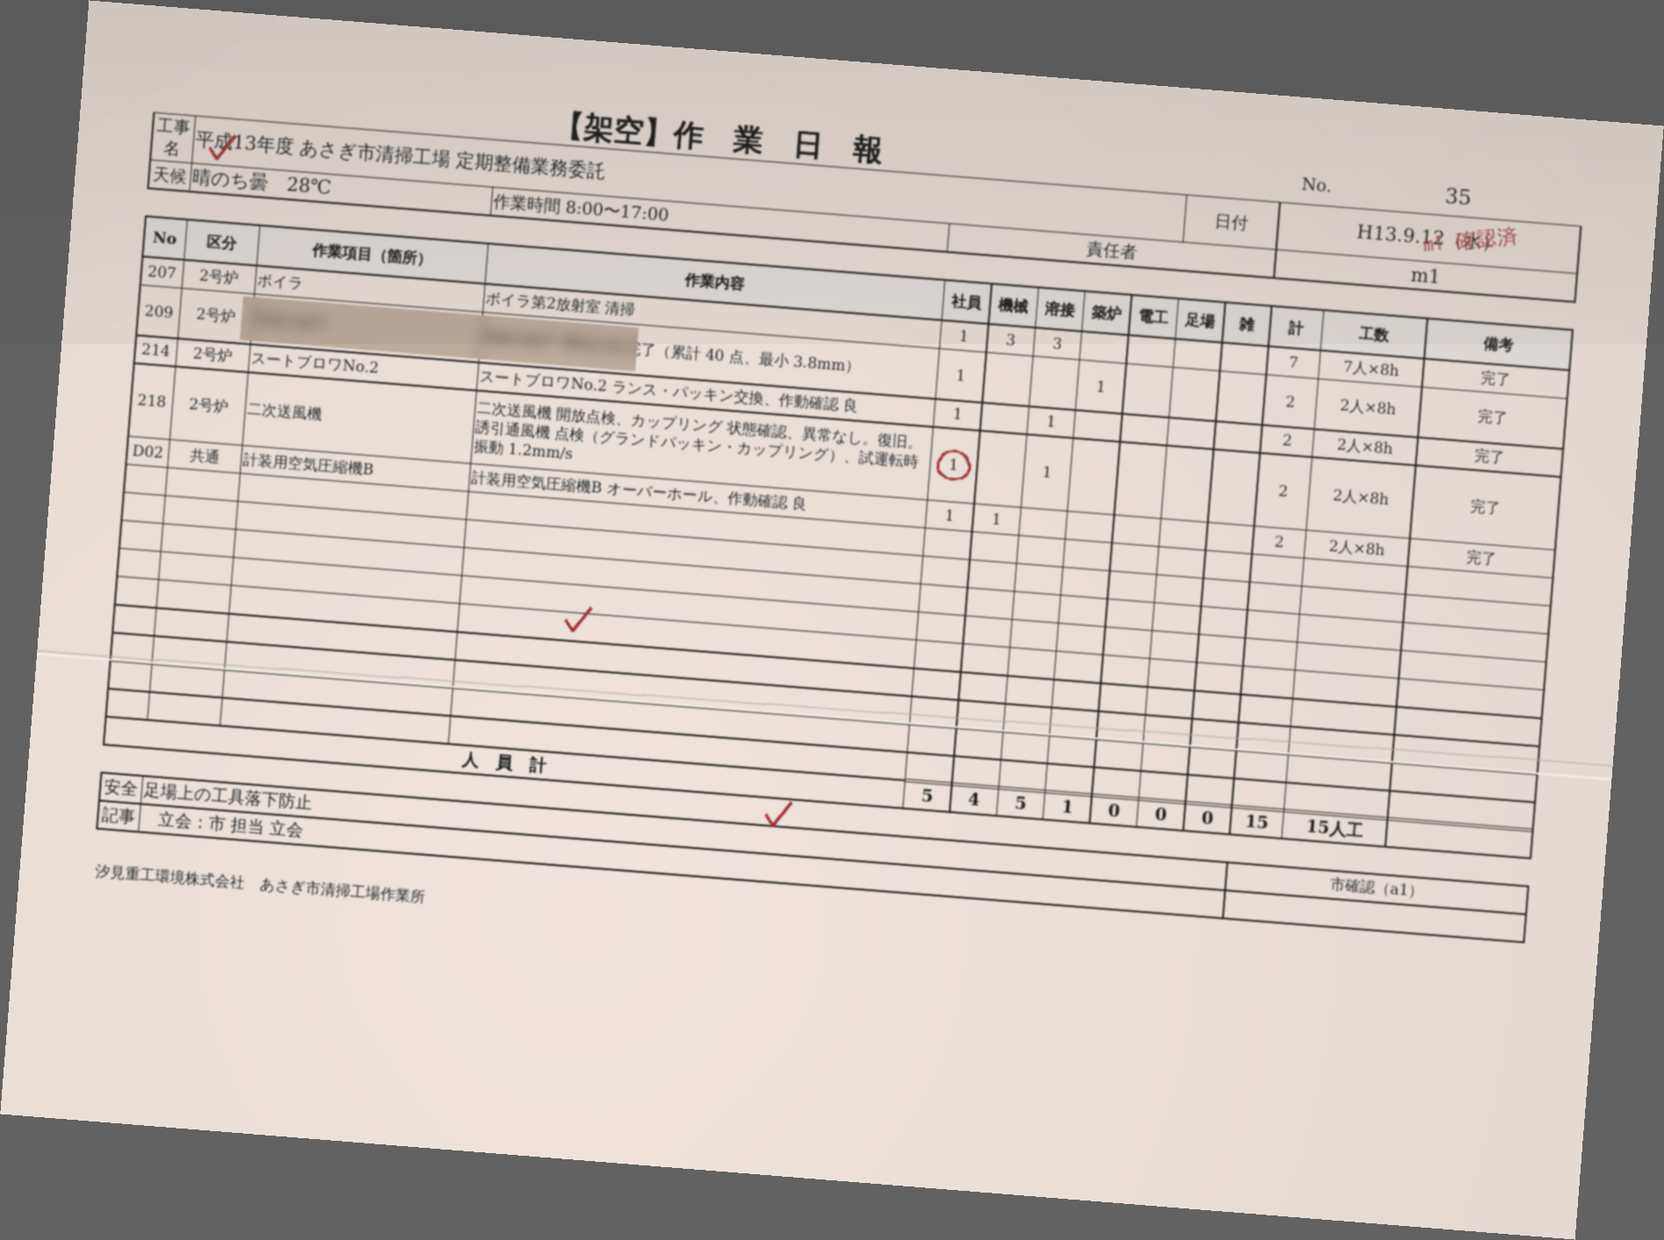 【架空】作 業 日 報
No. 35
工事名 平成13年度 あさぎ市清掃工場 定期整備業務委託 日付 H13.9.12（水）
m1 確認済
天候 晴のち曇 28℃ 作業時間 8:00〜17:00 責任者 m1
No 区分 作業項目（箇所） 作業内容 社員 機械 溶接 築炉 電工 足場 雑 計 工数 備考
207 2号炉 ボイラ ボイラ第2放射室 清掃 1 3 3 7 7人×8h 完了
209 2号炉 完了（累計 40 点、最小 3.8mm） 1 1 2 2人×8h 完了
214 2号炉 スートブロワNo.2 スートブロワNo.2 ランス・パッキン交換、作動確認 良 1 1 2 2人×8h 完了
218 2号炉 二次送風機 二次送風機 開放点検、カップリング 状態確認、異常なし。復旧。
誘引通風機 点検（グランドパッキン・カップリング）、試運転時
振動 1.2mm/s 1 1 2 2人×8h 完了
D02 共通 計装用空気圧縮機B 計装用空気圧縮機B オーバーホール、作動確認 良 1 1 2 2人×8h 完了
人 員 計 5 4 5 1 0 0 0 15 15人工
安全 足場上の工具落下防止 市確認（a1）
記事 立会：市 担当 立会
汐見重工環境株式会社 あさぎ市清掃工場作業所